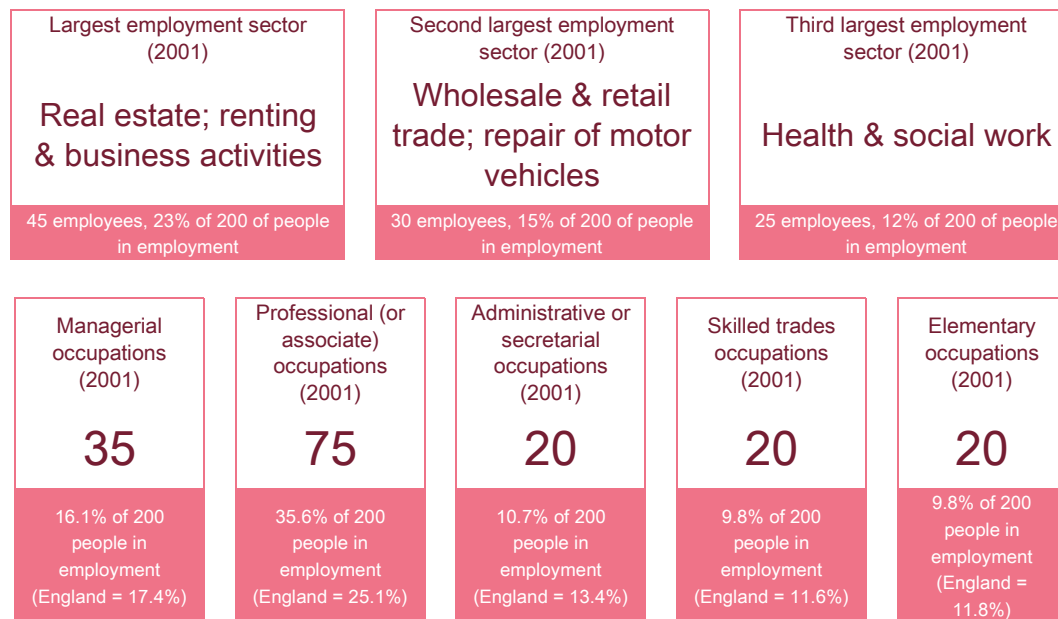 Largest employment sector
(2001)
Real estate; renting
& business activities
45 employees, 23% of 200 of people
in employment
Second largest employment
sector (2001)
Wholesale & retail
trade; repair of motor
vehicles
30 employees, 15% of 200 of people
in employment
Third largest employment
sector (2001)
Health & social work
25 employees, 12% of 200 of people
in employment
Managerial
occupations
(2001)
35
16.1% of 200
people in
employment
(England = 17.4%)
Professional (or
associate)
occupations
(2001)
75
35.6% of 200
people in
employment
(England = 25.1%)
Administrative or
secretarial
occupations
(2001)
20
10.7% of 200
people in
employment
(England = 13.4%)
Skilled trades
occupations
(2001)
20
9.8% of 200
people in
employment
(England = 11.6%)
Elementary
occupations
(2001)
20
9.8% of 200
people in
employment
(England =
11.8%)